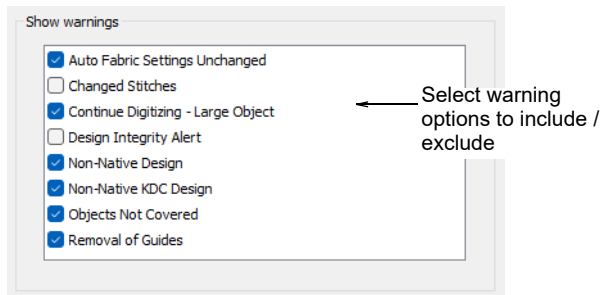 Show warnings
Auto Fabric Settings Unchanged
Changed Stitches
Continue Digitizing - Large Object
Design Integrity Alert
Non-Native Design
Non-Native KDC Design
Objects Not Covered
Removal of Guides
Select warning
options to include /
exclude